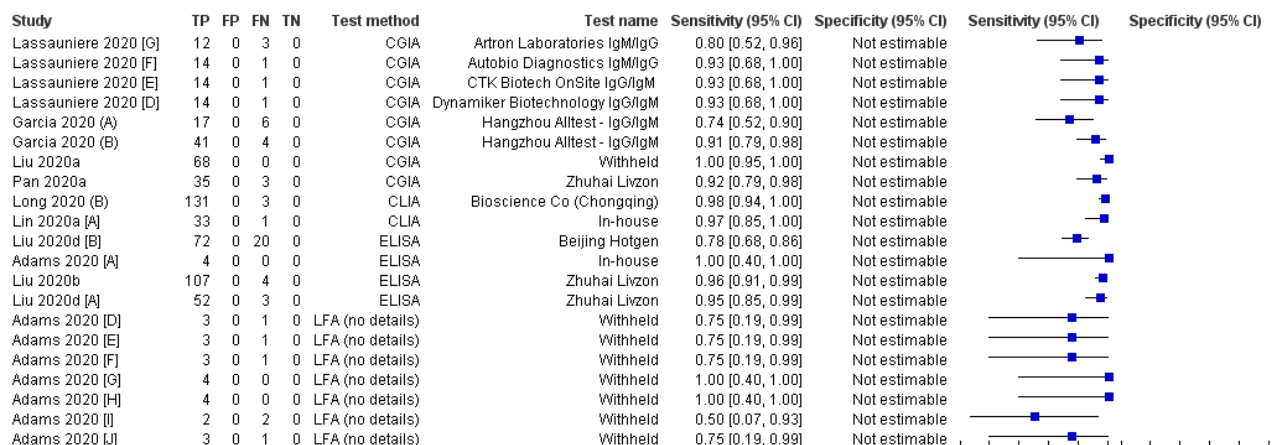 Study TP FP FN TN Test method Test name Sensitivity (95% CI) Specificity (95% CI) Sensitivity (95% CI) Specificity (95% CI)
Lassauniere 2020 [G] 12 0 3 0 CGIA Artron Laboratories IgM/IgG 0.80 [0.52, 0.96] Not estimable
Lassauniere 2020 [F] 14 0 1 0 CGIA Autobio Diagnostics IgM/IgG 0.93 [0.68, 1.00] Not estimable
Lassauniere 2020 [E] 14 0 1 0 CGIA CTK Biotech OnSite IgG/IgM 0.93 [0.68, 1.00] Not estimable
Lassauniere 2020 [D] 14 0 1 0 CGIA Dynamiker Biotechnology IgG/IgM 0.93 [0.68, 1.00] Not estimable
Garcia 2020 (A) 17 0 6 0 CGIA Hangzhou Alltest - IgG/IgM 0.74 [0.52, 0.90] Not estimable
Garcia 2020 (B) 41 0 4 0 CGIA Hangzhou Alltest - IgG/IgM 0.91 [0.79, 0.98] Not estimable
Liu 2020a 68 0 0 0 CGIA Withheld 1.00 [0.95, 1.00] Not estimable
Pan 2020a 35 0 3 0 CGIA Zhuhai Livzon 0.92 [0.79, 0.98] Not estimable
Long 2020 (B) 131 0 3 0 CLIA Bioscience Co (Chongqing) 0.98 [0.94, 1.00] Not estimable
Lin 2020a [A] 33 0 1 0 CLIA In-house 0.97 [0.85, 1.00] Not estimable
Liu 2020d [B] 72 0 20 0 ELISA Beijing Hotgen 0.78 [0.68, 0.86] Not estimable
Adams 2020 [A] 4 0 0 0 ELISA In-house 1.00 [0.40, 1.00] Not estimable
Liu 2020b 107 0 4 0 ELISA Zhuhai Livzon 0.96 [0.91, 0.99] Not estimable
Liu 2020d [A] 52 0 3 0 ELISA Zhuhai Livzon 0.95 [0.85, 0.99] Not estimable
Adams 2020 [D] 3 0 1 0 LFA (no details) Withheld 0.75 [0.19, 0.99] Not estimable
Adams 2020 [E] 3 0 1 0 LFA (no details) Withheld 0.75 [0.19, 0.99] Not estimable
Adams 2020 [F] 3 0 1 0 LFA (no details) Withheld 0.75 [0.19, 0.99] Not estimable
Adams 2020 [G] 4 0 0 0 LFA (no details) Withheld 1.00 [0.40, 1.00] Not estimable
Adams 2020 [H] 4 0 0 0 LFA (no details) Withheld 1.00 [0.40, 1.00] Not estimable
Adams 2020 [I] 2 0 2 0 LFA (no details) Withheld 0.50 [0.07, 0.93] Not estimable
Adams 2020 [J] 3 0 1 0 LFA (no details) Withheld 0.75 [0.19, 0.99] Not estimable